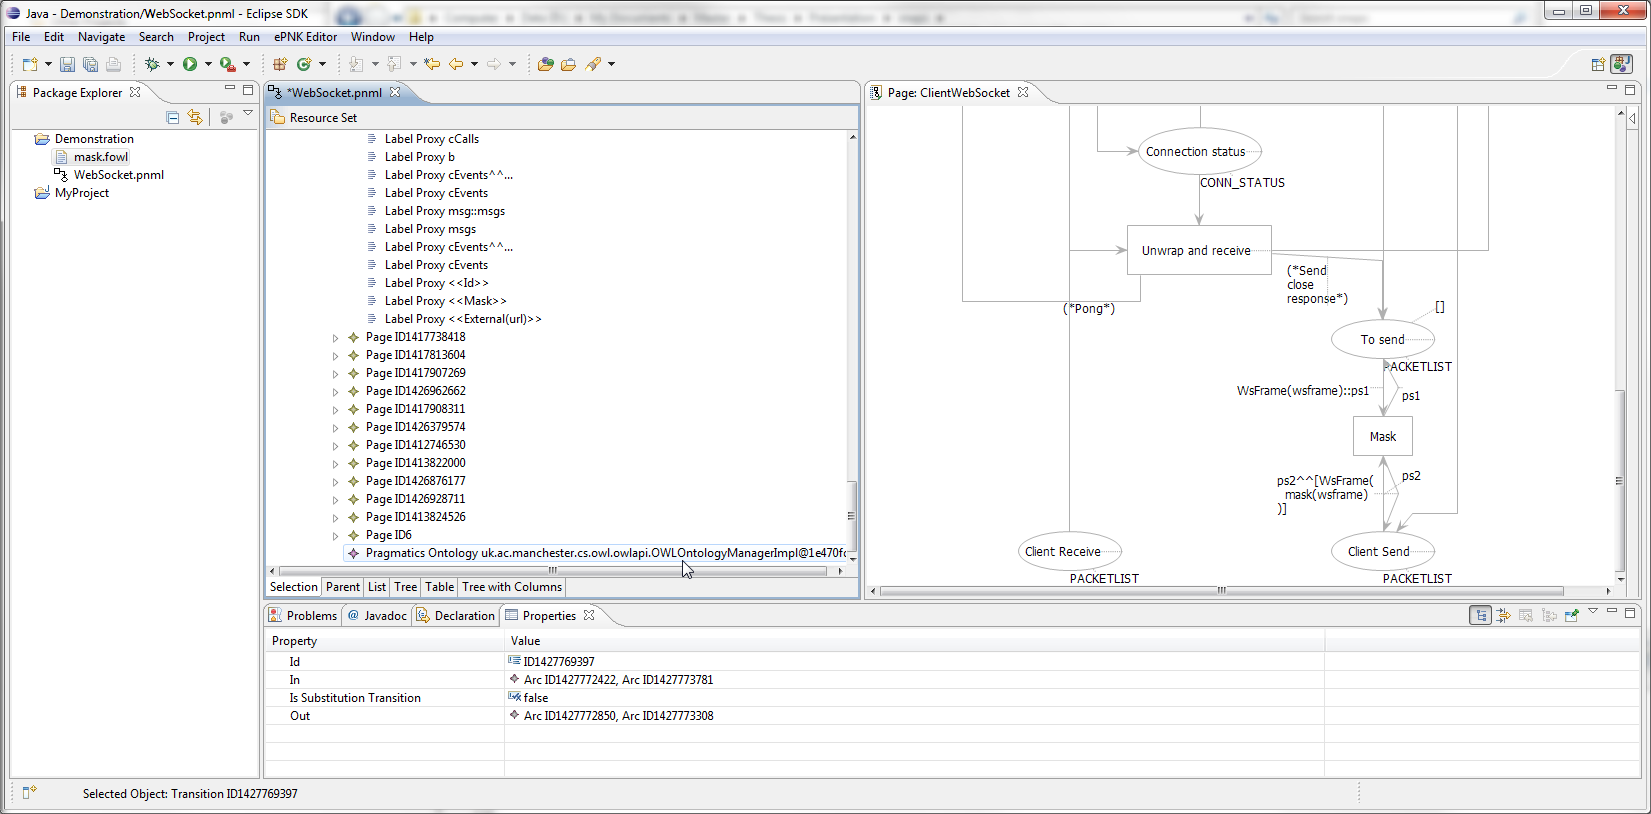 Java - Demonstration/WebSocket.pnml - Eclipse SDK
File Edit Navigate Search Project Run ePNK Editor Window Help
Package Explorer
Demonstration
mask.fowl
WebSocket.pnml
MyProject
*WebSocket.pnml
Resource Set
Label Proxy cCalls
Label Proxy b
Label Proxy cEvents^^...
Label Proxy cEvents
Label Proxy msg::msgs
Label Proxy msgs
Label Proxy cEvents^^...
Label Proxy cEvents
Label Proxy <<Id>>
Label Proxy <<Mask>>
Label Proxy <<External(url)>>
Page ID1417738418
Page ID1417813604
Page ID1417907269
Page ID1426962662
Page ID1417908311
Page ID1426379574
Page ID1412746530
Page ID1413822000
Page ID1426876177
Page ID1426928711
Page ID1413824526
Page ID6
Pragmatics Ontology uk.ac.manchester.cs.owl.owlapi.OWLOntologyManagerImpl@1e470fc
Selection Parent List Tree Table Tree with Columns
Page: ClientWebSocket
Connection status
CONN_STATUS
Unwrap and receive
(*Send
close
response*)
(*Pong*)
[]
To send
PACKETLIST
WsFrame(wsframe)::ps1
ps1
Mask
ps2
ps2^^[WsFrame(
mask(wsframe)
)]
Client Receive
PACKETLIST
Client Send
PACKETLIST
Problems @ Javadoc Declaration Properties
Property Value
Id ID1427769397
In Arc ID1427772422, Arc ID1427773781
Is Substitution Transition false
Out Arc ID1427772850, Arc ID1427773308
Selected Object: Transition ID1427769397